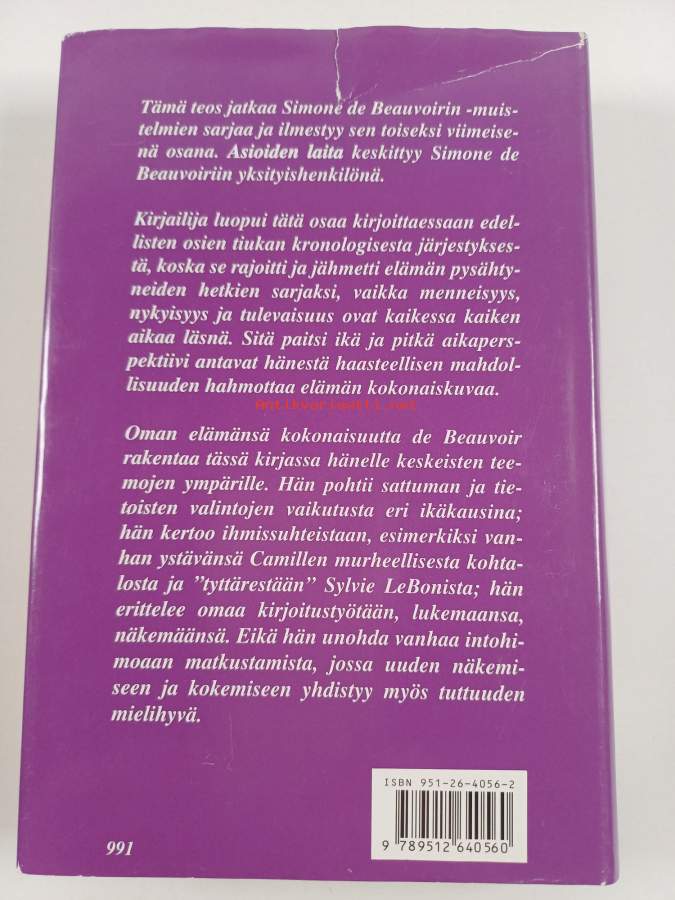 Tämä teos jatkaa Simone de Beauvoirin -muis-
telmien sarjaa ja ilmestyy sen toiseksi viimeise-
nä osana. Asioiden laita keskittyy Simone de
Beauvoiriin yksityishenkilönä.
Kirjailija luopui tätä osaa kirjoittaessaan edel-
listen osien tiukan kronologisesta järjestykses-
tä, koska se rajoitti ja jähmetti elämän pysähty-
neiden hetkien sarjaksi, vaikka menneisyys,
nykyisyys ja tulevaisuus ovat kaikessa kaiken
aikaa läsnä. Sitä paitsi ikä ja pitkä aikapers-
pektiivi antavat hänestä haasteellisen mahdol-
lisuuden hahmottaa elämän kokonaiskuvaa.
Antikvariaatti.net
Oman elämänsä kokonaisuutta de Beauvoir
rakentaa tässä kirjassa hänelle keskeisten tee-
mojen ympärille. Hän pohtii sattuman ja tie-
toisten valintojen vaikutusta eri ikäkausina;
hän kertoo ihmissuhteistaan, esimerkiksi van-
han ystävänsä Camillen murheellisesta kohta-
losta ja ”tyttärestään” Sylvie LeBonista; hän
erittelee omaa kirjoitustyötään, lukemaansa,
näkemäänsä. Eikä hän unohda vanhaa intohi-
moaan matkustamista, jossa uuden näkemi-
seen ja kokemiseen yhdistyy myös tuttuuden
mielihyvä.
ISBN 951-26-4056-2
9 789512 640560
991